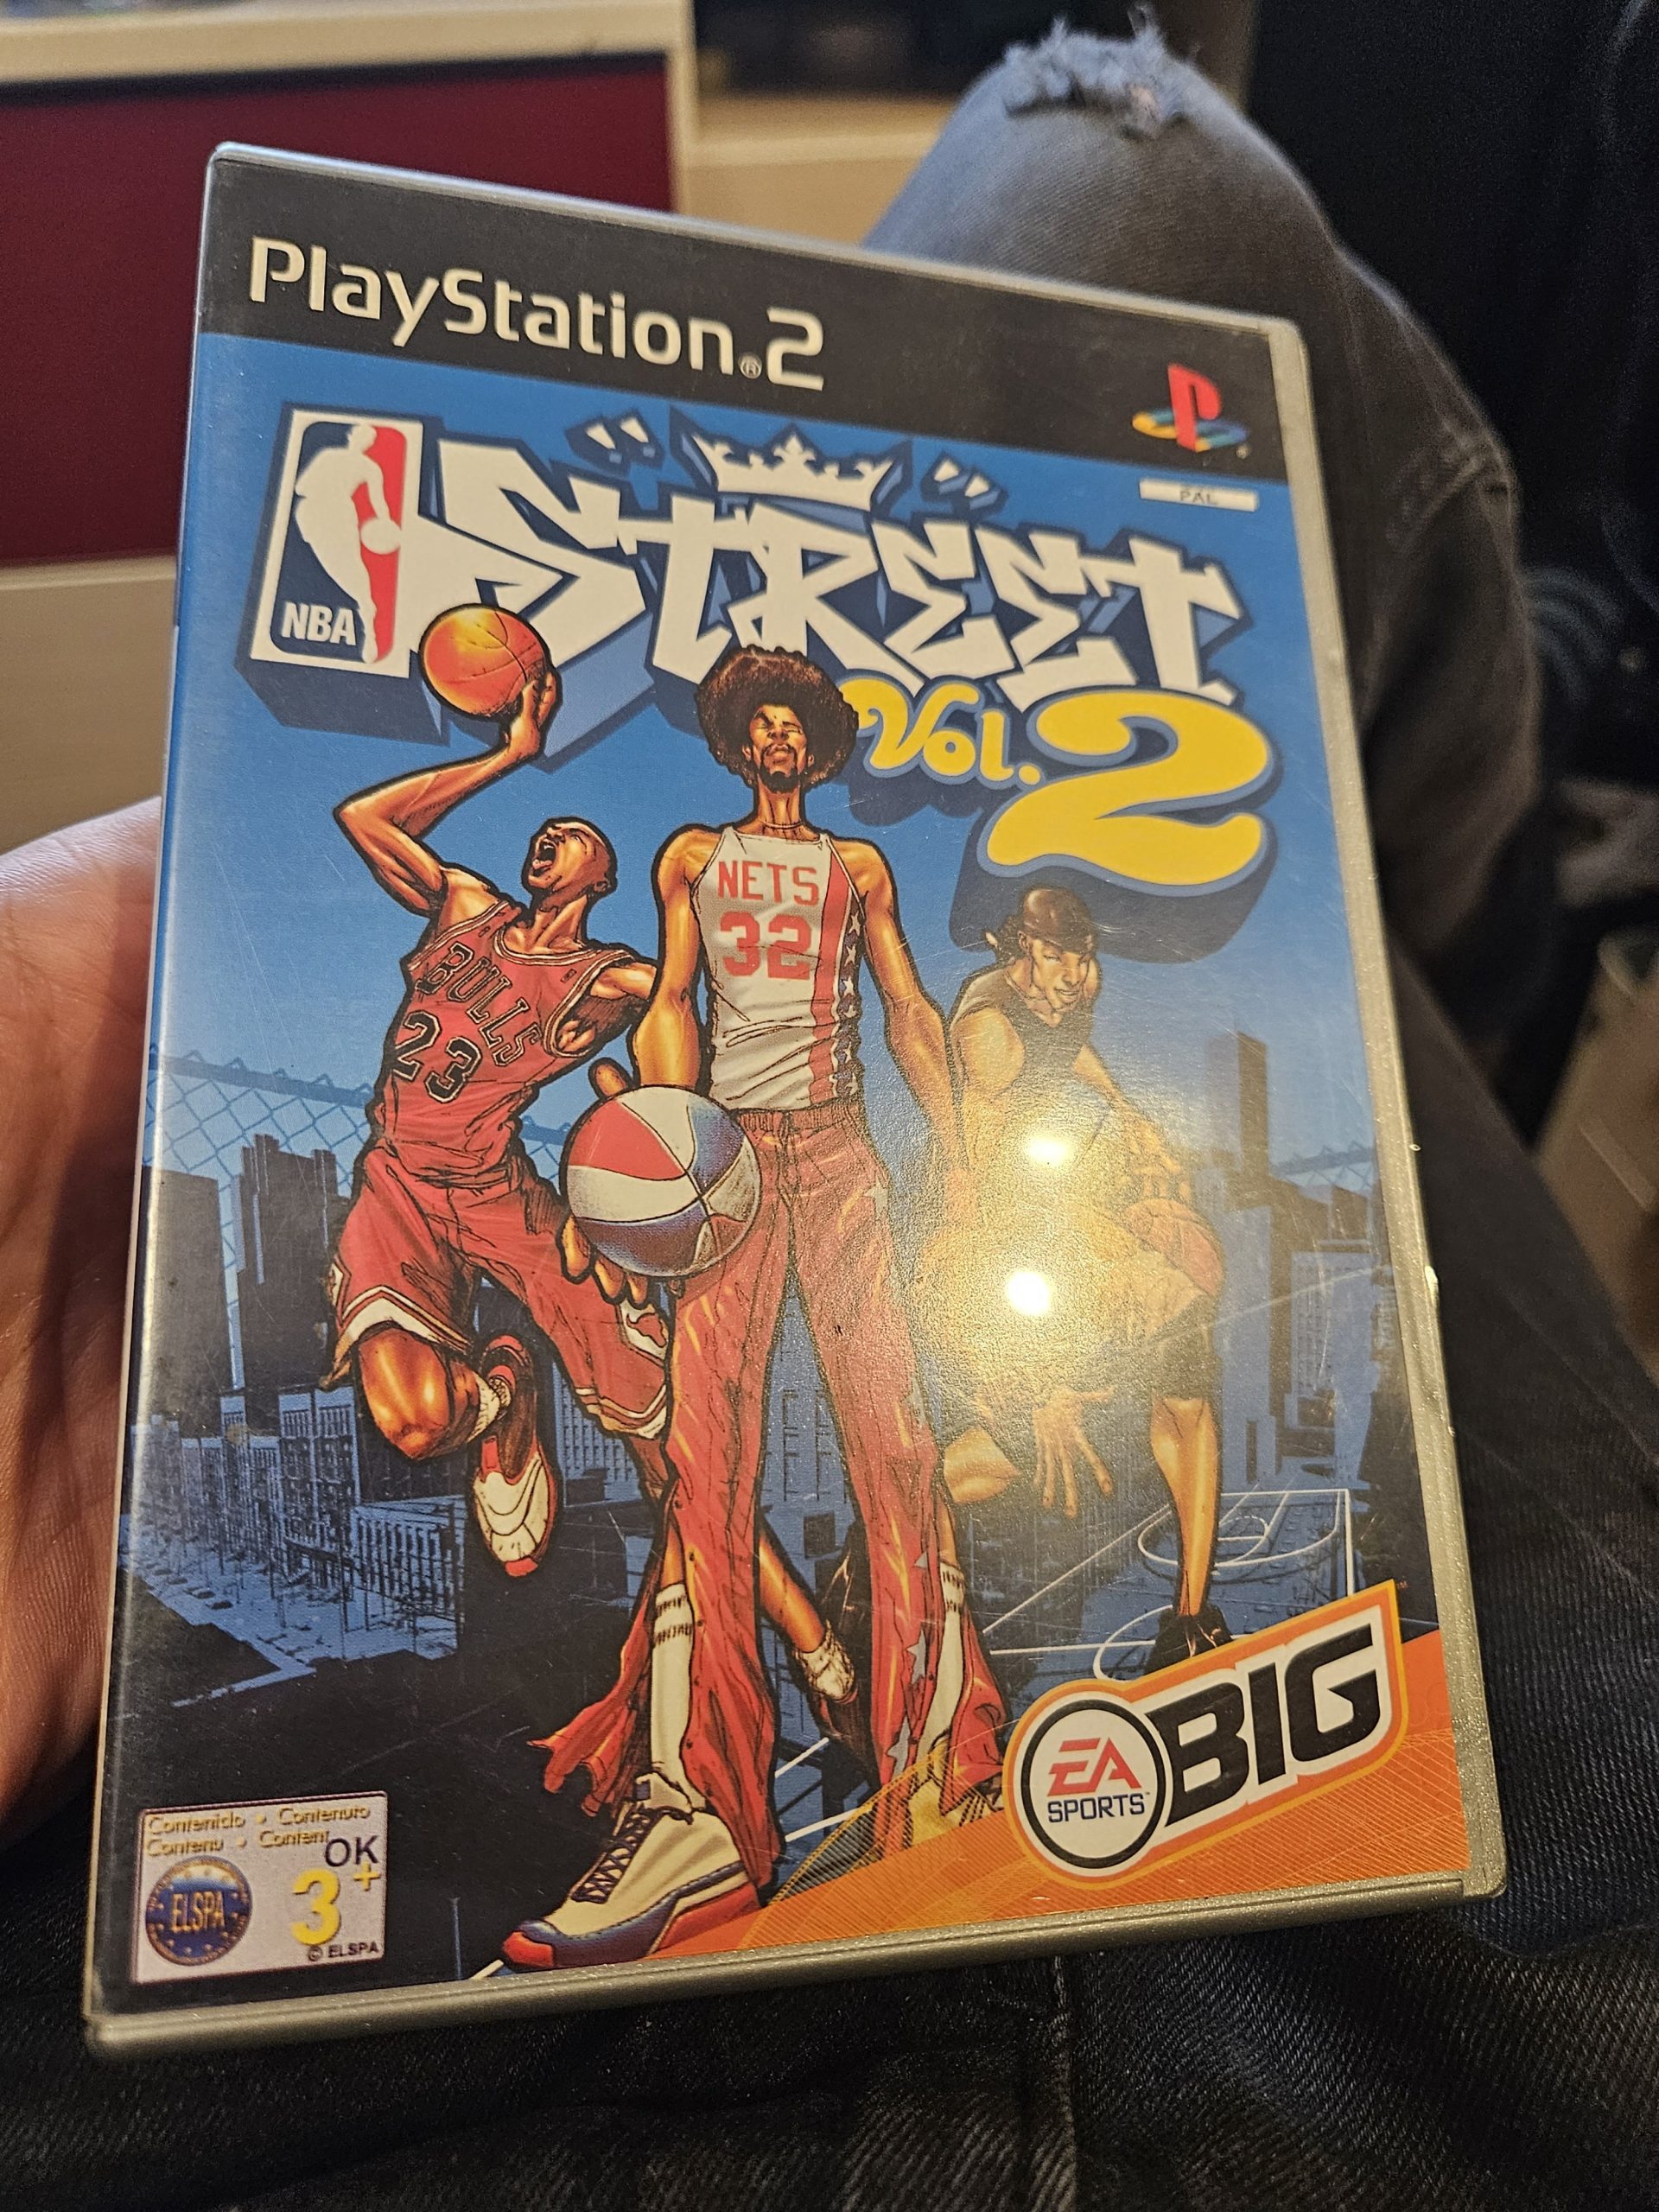 PlayStation®2
PAL
NBA
STREET
Vol. 2
NETS
32
BULLS
23
BIG
EA
SPORTS™
Contenido • Contenuto
Contenu • Content
OK
3+
ELSPA
© ELSPA